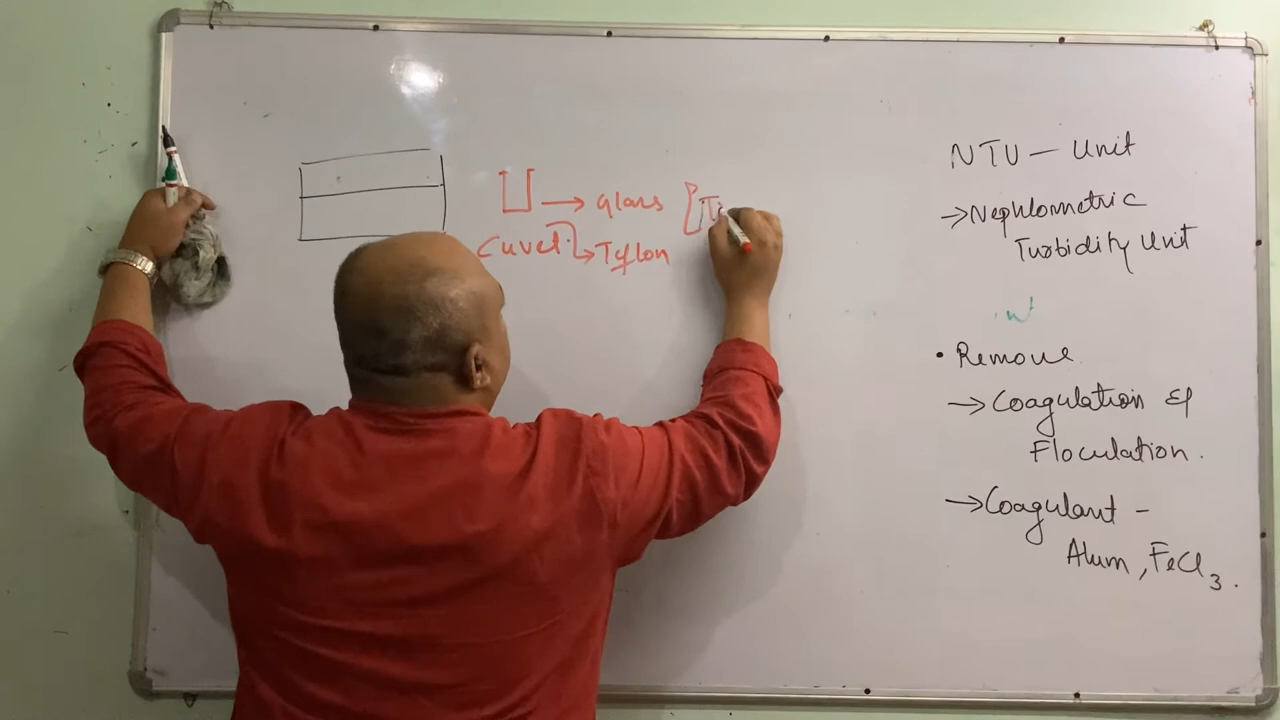 → Glass
Cuvet.
→ Teflon
NTU – Unit
→ Nephlometric
Turbidity Unit
• Remove
→ Coagulation &
Floculation.
→ Coagulant –
Alum, FeCl3.